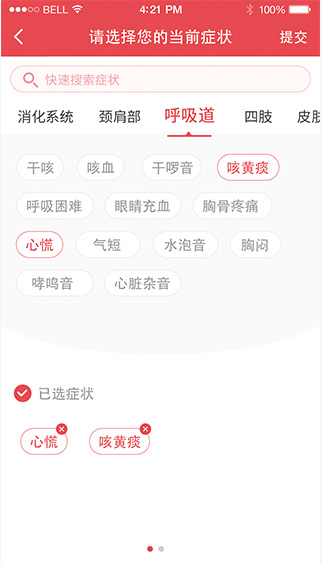 BELL 4:21 PM 100%
请选择您的当前症状 提交
快速搜索症状
消化系统 颈肩部 呼吸道 四肢 皮肤
干咳 咳血 干啰音 咳黄痰
呼吸困难 眼睛充血 胸骨疼痛
心慌 气短 水泡音 胸闷
哮鸣音 心脏杂音
已选症状
心慌 咳黄痰